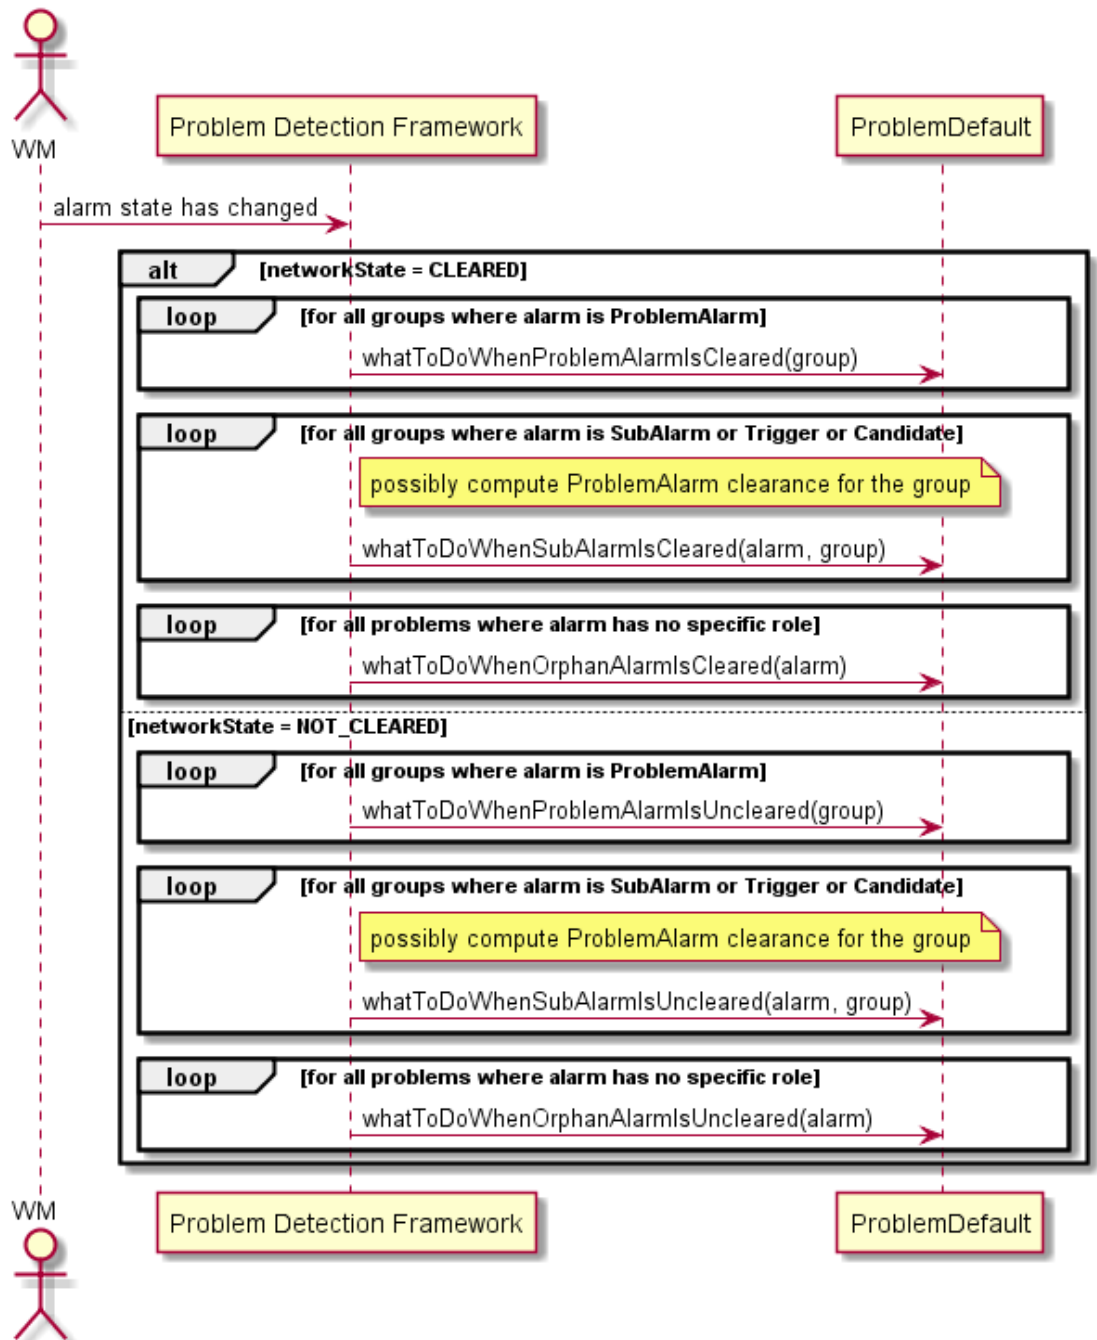 WM
Problem Detection Framework
ProblemDefault
alarm state has changed
alt [networkState = CLEARED]
loop [for all groups where alarm is ProblemAlarm]
whatToDoWhenProblemAlarmIsCleared(group)
loop [for all groups where alarm is SubAlarm or Trigger or Candidate]
possibly compute ProblemAlarm clearance for the group
whatToDoWhenSubAlarmIsCleared(alarm, group)
loop [for all problems where alarm has no specific role]
whatToDoWhenOrphanAlarmIsCleared(alarm)
[networkState = NOT_CLEARED]
loop [for all groups where alarm is ProblemAlarm]
whatToDoWhenProblemAlarmIsUncleared(group)
loop [for all groups where alarm is SubAlarm or Trigger or Candidate]
possibly compute ProblemAlarm clearance for the group
whatToDoWhenSubAlarmIsUncleared(alarm, group)
loop [for all problems where alarm has no specific role]
whatToDoWhenOrphanAlarmIsUncleared(alarm)
WM
Problem Detection Framework
ProblemDefault